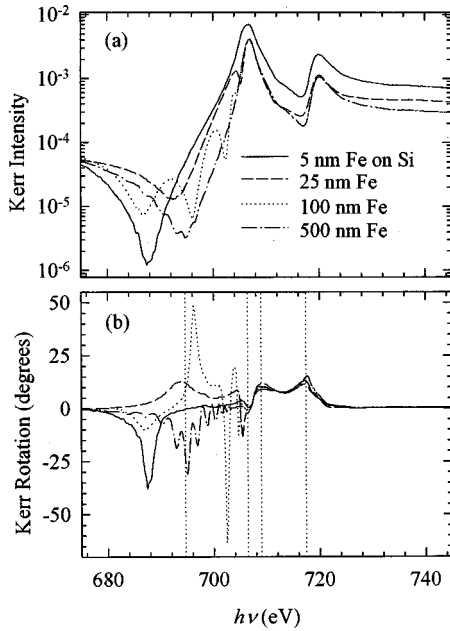 10-2
(a)
10-3
Kerr Intensity
10-4
5 nm Fe on Si
25 nm Fe
100 nm Fe
500 nm Fe
10-5
10-6
50
(b)
25
Kerr Rotation (degrees)
0
-25
-50
680 700 720 740
hν (eV)